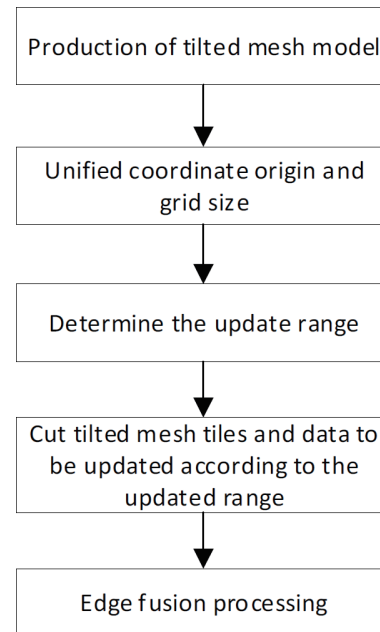 Production of tilted mesh model
Unified coordinate origin and
grid size
Determine the update range
Cut tilted mesh tiles and data to
be updated according to the
updated range
Edge fusion processing